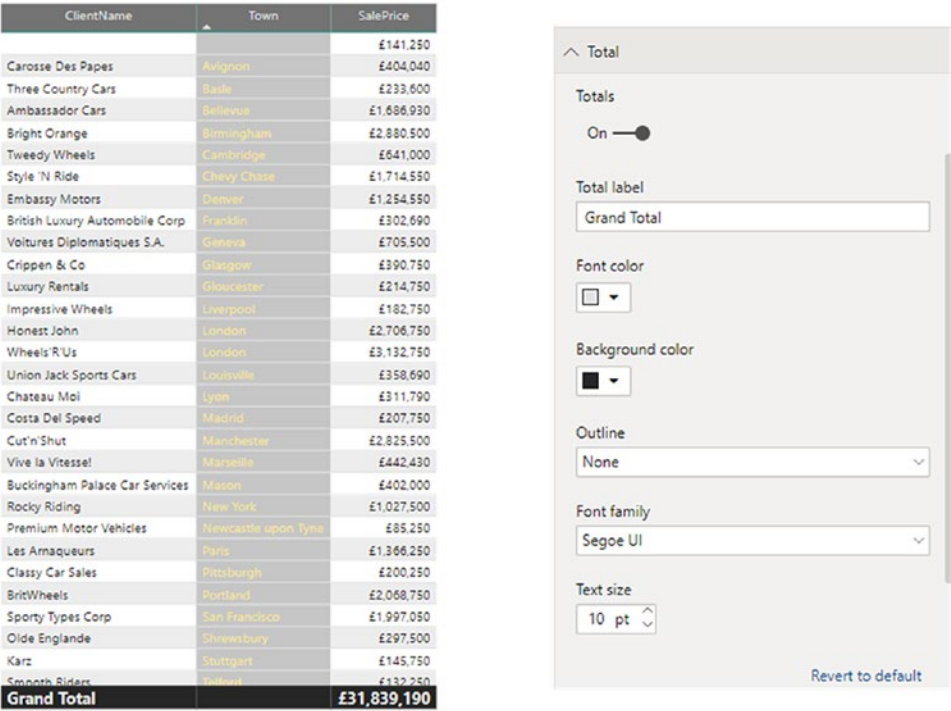 ClientName Town SalePrice
£141,250
Carosse Des Papes Avignon £404,040
Three Country Cars Basle £233,600
Ambassador Cars Bellevue £1,686,930
Bright Orange Birmingham £2,880,500
Tweedy Wheels Cambridge £641,000
Style 'N Ride Chevy Chase £1,714,550
Embassy Motors Denver £1,254,550
British Luxury Automobile Corp Franklin £302,690
Voitures Diplomatiques S.A. Geneva £705,500
Crippen & Co Glasgow £390,750
Luxury Rentals Gloucester £214,750
Impressive Wheels Liverpool £182,750
Honest John London £2,706,750
Wheels'R'Us London £3,132,750
Union Jack Sports Cars Louisville £358,690
Chateau Moi Lyon £311,790
Costa Del Speed Madrid £207,750
Cut'n'Shut Manchester £2,825,500
Vive la Vitesse! Marseille £442,430
Buckingham Palace Car Services Mason £402,000
Rocky Riding New York £1,027,500
Premium Motor Vehicles Newcastle upon Tyne £85,250
Les Arnaqueurs Paris £1,366,250
Classy Car Sales Pittsburgh £200,250
BritWheels Portland £2,068,750
Sporty Types Corp San Francisco £1,997,050
Olde Englande Shrewsbury £297,500
Karz Stuttgart £145,750
Smooth Riders Telford £132,250
Grand Total £31,839,190
Total
Totals
On
Total label
Grand Total
Font color
Background color
Outline
None
Font family
Segoe UI
Text size
10 pt
Revert to default